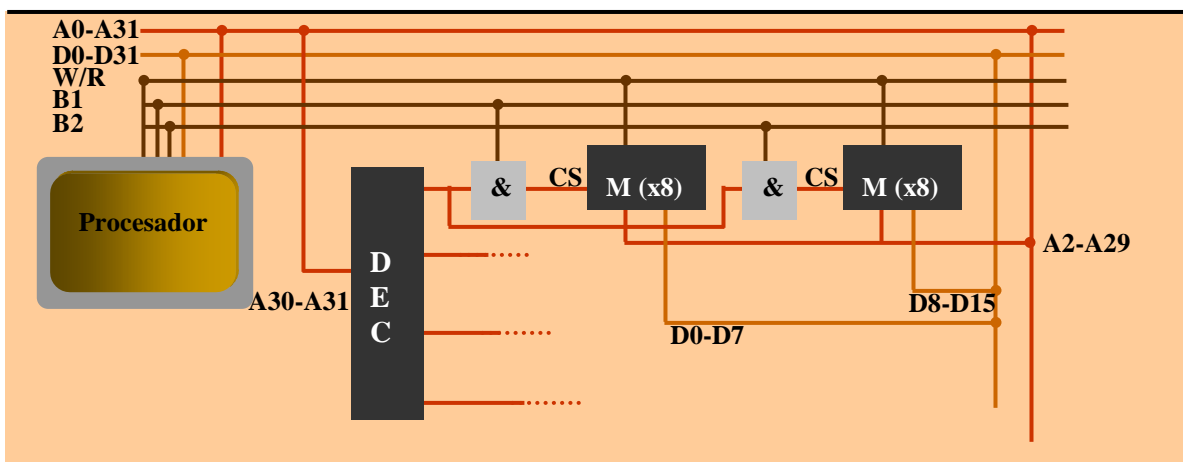 A0-A31
D0-D31
W/R
B1
B2
Procesador
& CS M (x8) & CS M (x8)
A2-A29
D
E
C
A30-A31
D8-D15
D0-D7